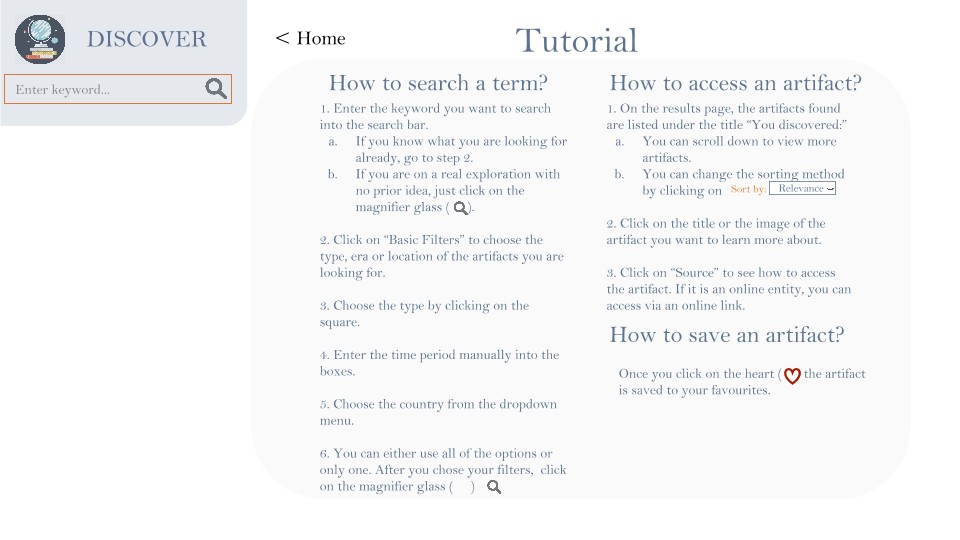 DISCOVER
Enter keyword...
< Home
Tutorial
How to search a term?
1. Enter the keyword you want to search
into the search bar.
a. If you know what you are looking for
already, go to step 2.
b. If you are on a real exploration with
no prior idea, just click on the
magnifier glass ( ).
2. Click on “Basic Filters” to choose the
type, era or location of the artifacts you are
looking for.
3. Choose the type by clicking on the
square.
4. Enter the time period manually into the
boxes.
5. Choose the country from the dropdown
menu.
6. You can either use all of the options or
only one. After you chose your filters, click
on the magnifier glass ( )
How to access an artifact?
1. On the results page, the artifacts found
are listed under the title “You discovered:”
a. You can scroll down to view more
artifacts.
b. You can change the sorting method
by clicking on Sort by: Relevance
2. Click on the title or the image of the
artifact you want to learn more about.
3. Click on “Source” to see how to access
the artifact. If it is an online entity, you can
access via an online link.
How to save an artifact?
Once you click on the heart ( the artifact
is saved to your favourites.